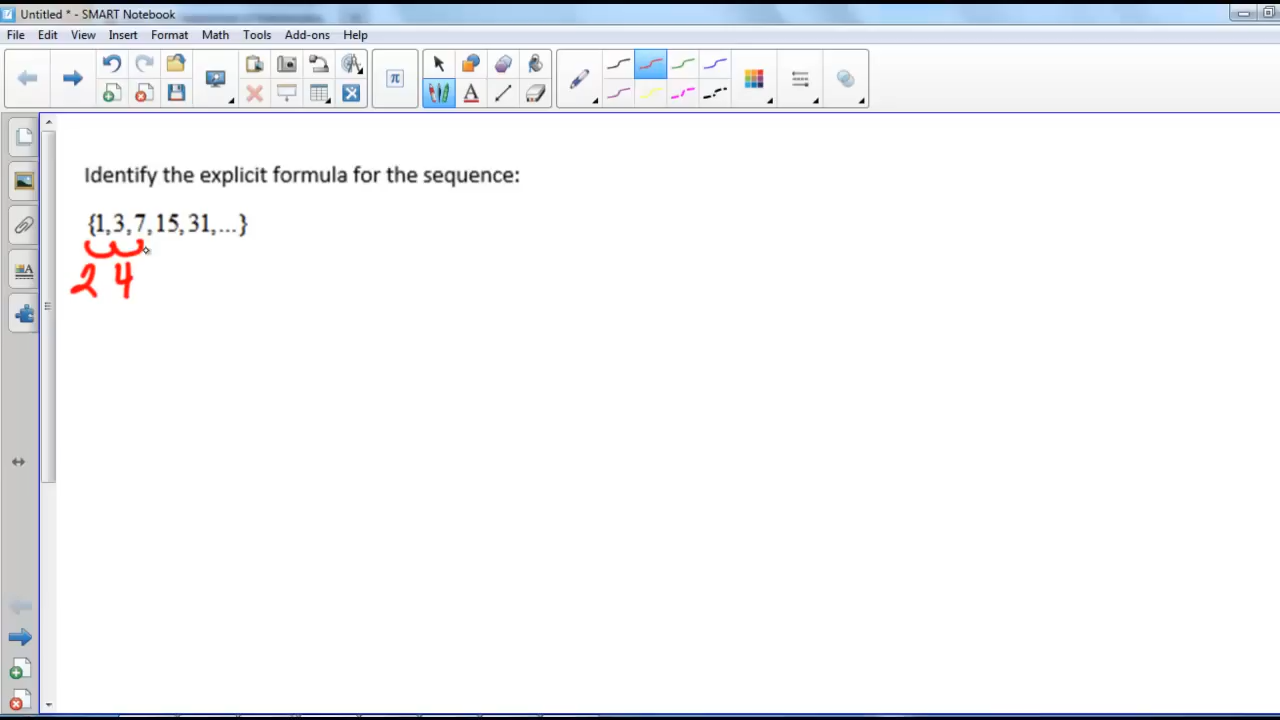 Untitled * - SMART Notebook
File Edit View Insert Format Math Tools Add-ons Help
π
A
Identify the explicit formula for the sequence:
{1,3,7,15,31,...}
2 4